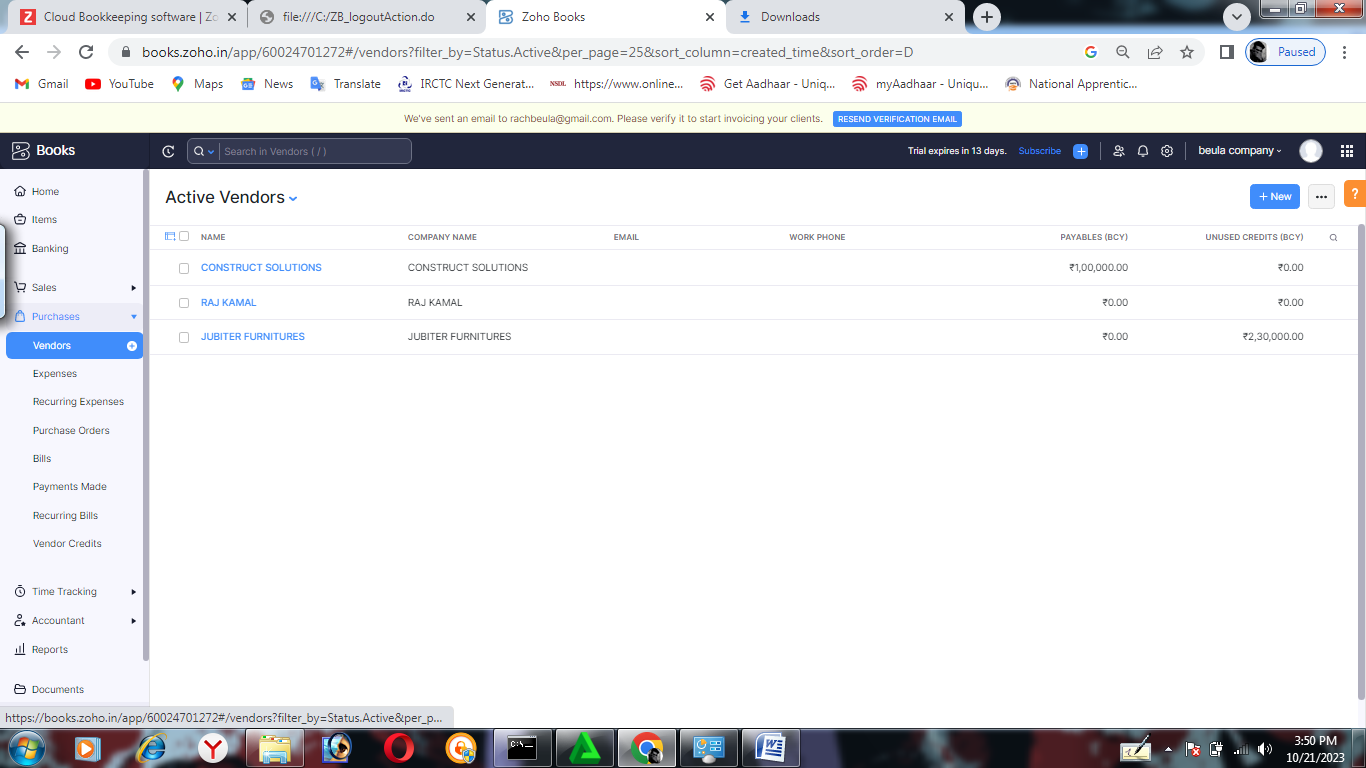 Cloud Bookkeeping software | Zo
file:///C:/ZB_logoutAction.do
Zoho Books
Downloads
books.zoho.in/app/60024701272#/vendors?filter_by=Status.Active&per_page=25&sort_column=created_time&sort_order=D
Paused
Gmail
YouTube
Maps
News
Translate
IRCTC Next Generat...
NSDL
https://www.online...
Get Aadhaar - Uniq...
myAadhaar - Uniqu...
National Apprentic...
We've sent an email to rachbeula@gmail.com. Please verify it to start invoicing your clients. RESEND VERIFICATION EMAIL
Books
Search in Vendors ( / )
Trial expires in 13 days. Subscribe
beula company
Home
Items
Banking
Sales
Purchases
Vendors
Expenses
Recurring Expenses
Purchase Orders
Bills
Payments Made
Recurring Bills
Vendor Credits
Time Tracking
Accountant
Reports
Documents
Active Vendors
+ New
?
NAME COMPANY NAME EMAIL WORK PHONE PAYABLES (BCY) UNUSED CREDITS (BCY)
CONSTRUCT SOLUTIONS CONSTRUCT SOLUTIONS ₹1,00,000.00 ₹0.00
RAJ KAMAL RAJ KAMAL ₹0.00 ₹0.00
JUBITER FURNITURES JUBITER FURNITURES ₹0.00 ₹2,30,000.00
https://books.zoho.in/app/60024701272#/vendors?filter_by=Status.Active&per_p...
3:50 PM
10/21/2023